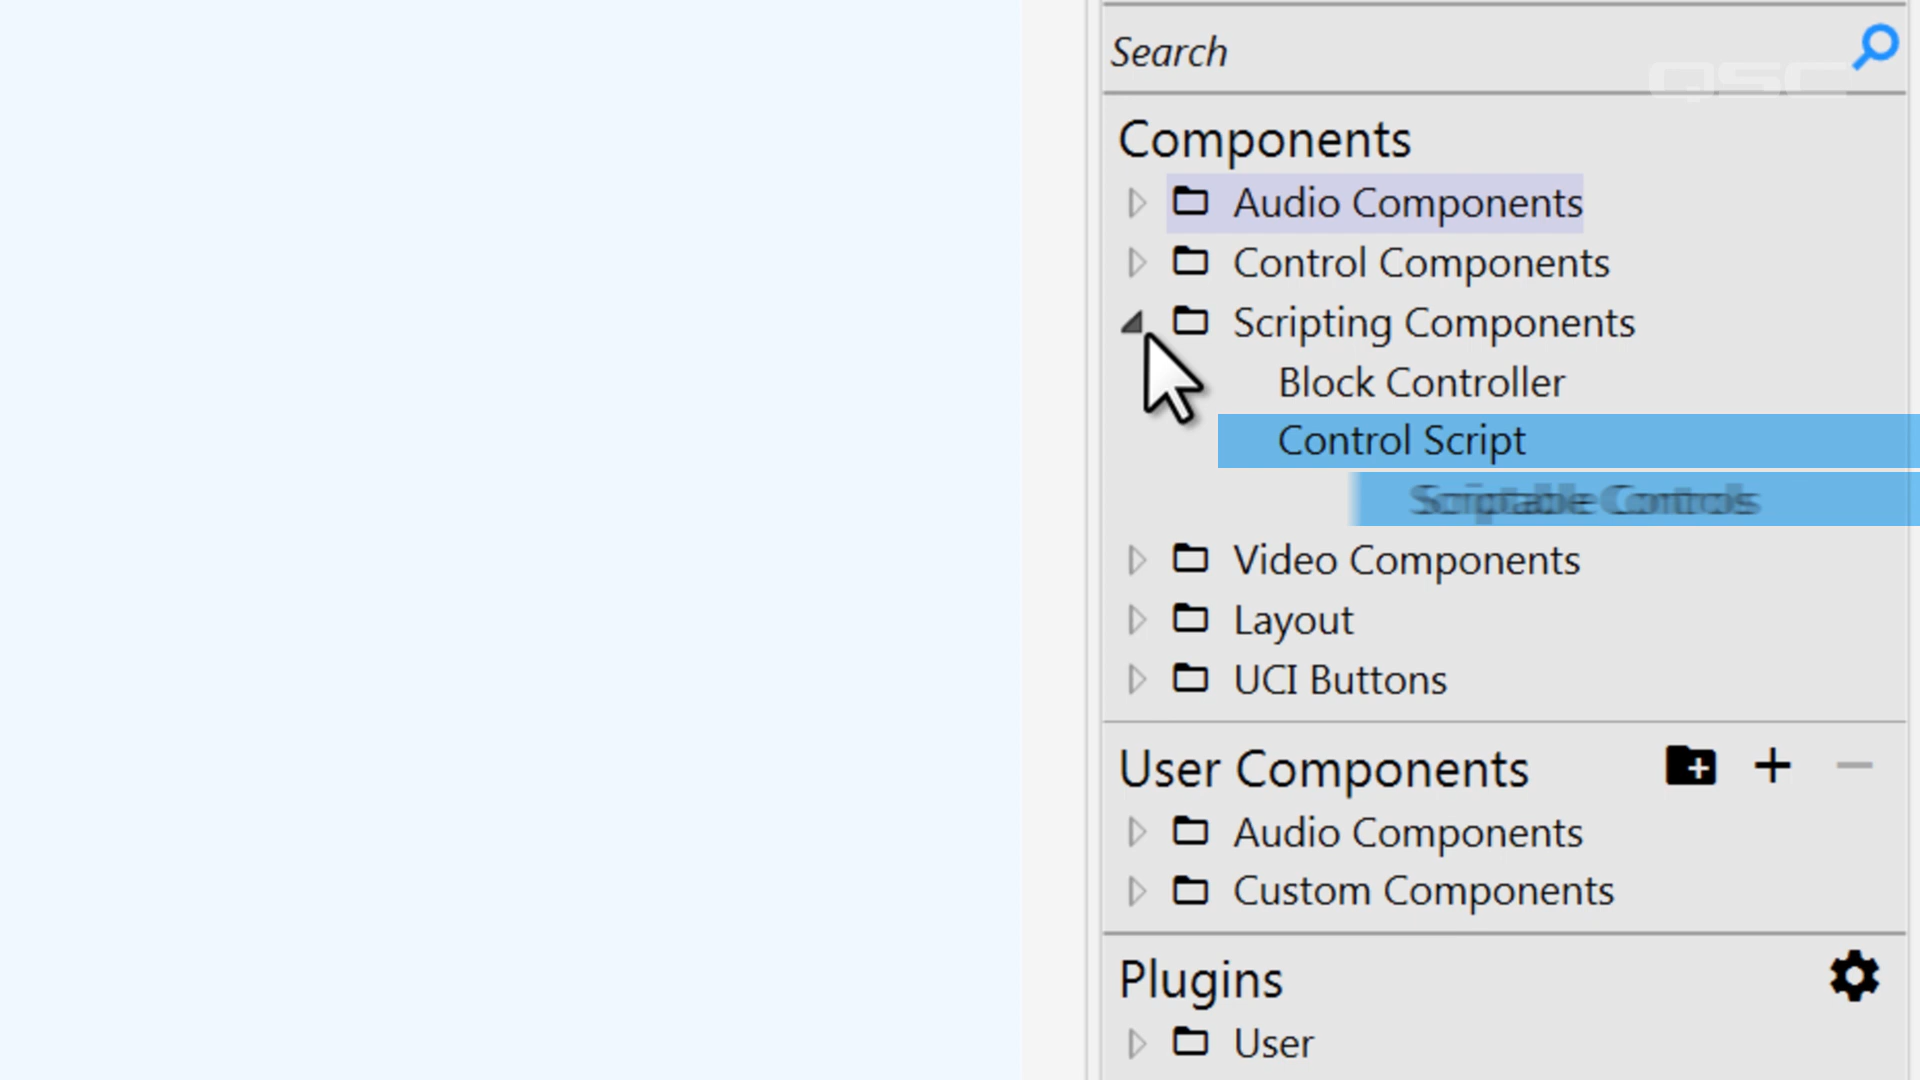 Search
QSC
Components
Audio Components
Control Components
Scripting Components
Block Controller
Control Script
Scriptable Controls
Video Components
Layout
UCI Buttons
User Components
Audio Components
Custom Components
Plugins
User